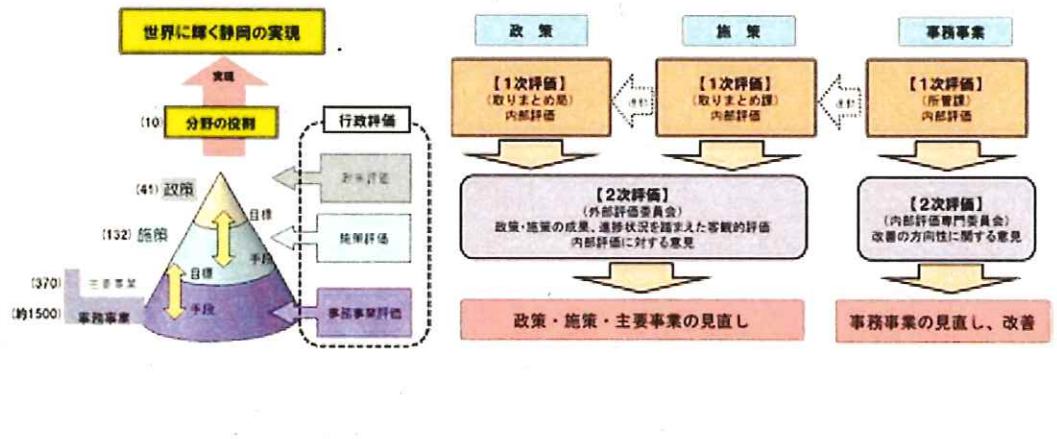 世界に輝く静岡の実現
実現
(10)
分野の役割
行政評価
(41) 政策
政策評価
目標
(132) 施策
施策評価
手段
目標
(370) 主要事業
手段
(約1500) 事務事業
事務事業評価
政策
施策
事務事業
【1次評価】
(取りまとめ局)
内部評価
連動
【1次評価】
(取りまとめ課)
内部評価
連動
【1次評価】
(所管課)
内部評価
【2次評価】
(外部評価委員会)
政策・施策の成果、進捗状況を踏まえた客観的評価
内部評価に対する意見
【2次評価】
(内部評価専門委員会)
改善の方向性に関する意見
政策・施策・主要事業の見直し
事務事業の見直し、改善